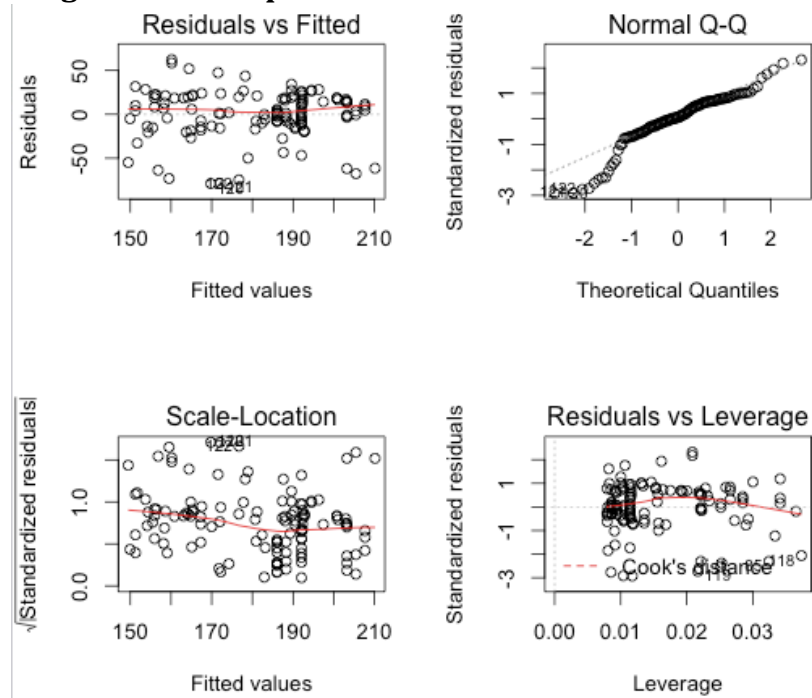 Residuals vs Fitted
Residuals
50
0
-50
150 170 190 210
Fitted values
Normal Q-Q
Standardized residuals
1
-1
-3
-2 -1 0 1 2
Theoretical Quantiles
Scale-Location
√|Standardized residuals|
1.0
0.0
150 170 190 210
Fitted values
Residuals vs Leverage
Standardized residuals
1
-1
-3
Cook's distance
118
0.00 0.01 0.02 0.03
Leverage